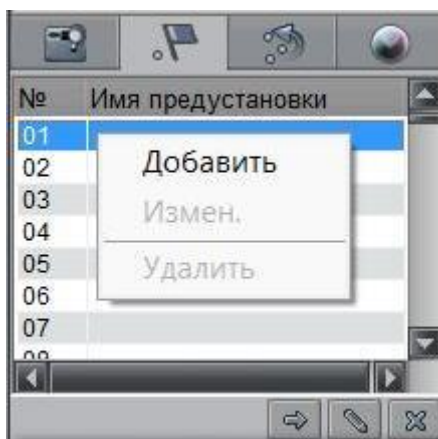 № Имя предустановки
01
02 Добавить
03
04 Измен.
05
06 Удалить
07